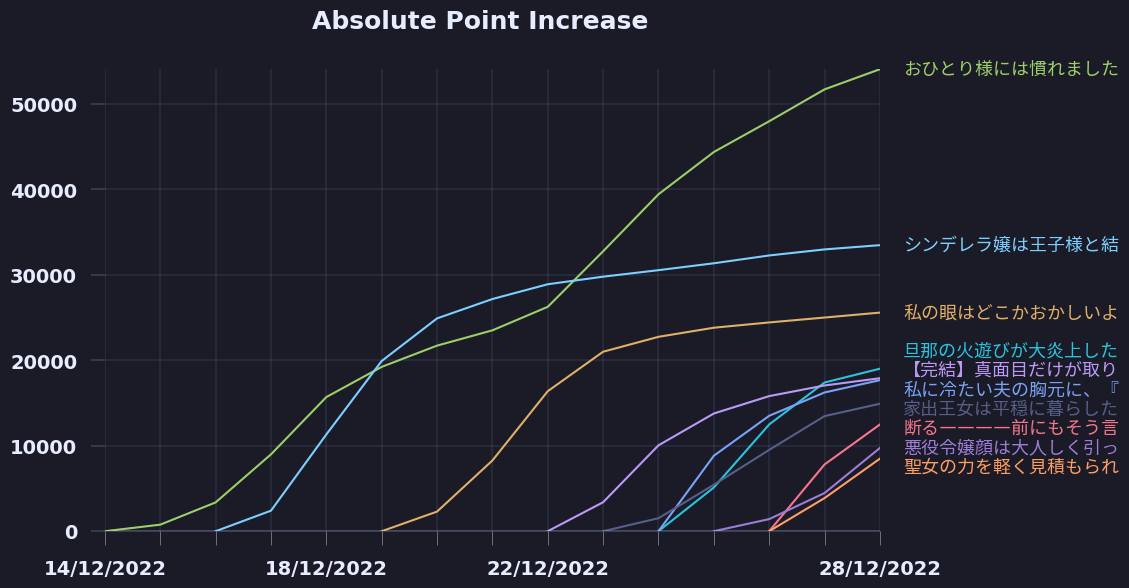 Absolute Point Increase
50000
40000
30000
20000
10000
0
14/12/2022
18/12/2022
22/12/2022
28/12/2022
おひとり様には慣れました
シンデレラ嬢は王子様と結
私の眼はどこかおかしいよ
旦那の火遊びが大炎上した
【完結】真面目だけが取り
私に冷たい夫の胸元に、『
家出王女は平穏に暮らした
断る————前にもそう言
悪役令嬢顔は大人しく引っ
聖女の力を軽く見積もられ